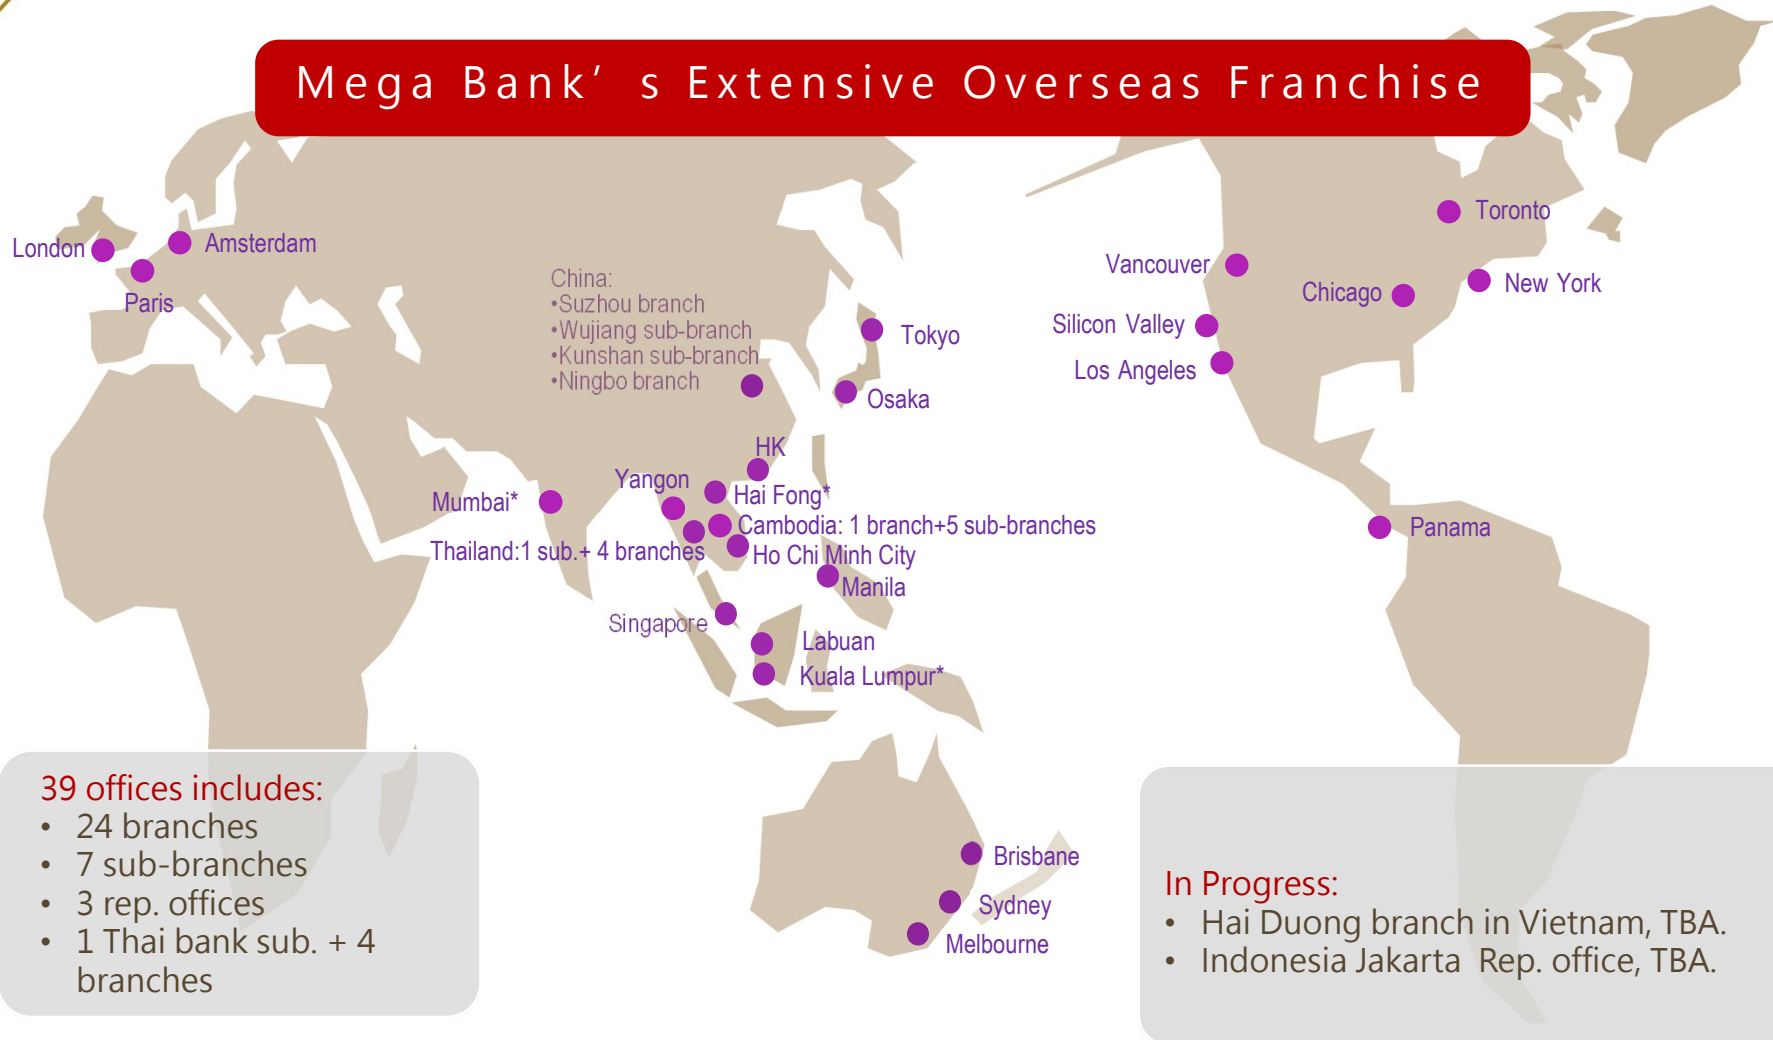 Mega Bank’s Extensive Overseas Franchise
London
Amsterdam
Paris
China:
•Suzhou branch
•Wujiang sub-branch
•Kunshan sub-branch
•Ningbo branch
Tokyo
Osaka
HK
Yangon
Hai Fong*
Mumbai*
Cambodia: 1 branch+5 sub-branches
Thailand:1 sub.+ 4 branches
Ho Chi Minh City
Manila
Singapore
Labuan
Kuala Lumpur*
Toronto
Vancouver
Chicago
New York
Silicon Valley
Los Angeles
Panama
Brisbane
Sydney
Melbourne
39 offices includes:
• 24 branches
• 7 sub-branches
• 3 rep. offices
• 1 Thai bank sub. + 4
branches
In Progress:
• Hai Duong branch in Vietnam, TBA.
• Indonesia Jakarta Rep. office, TBA.